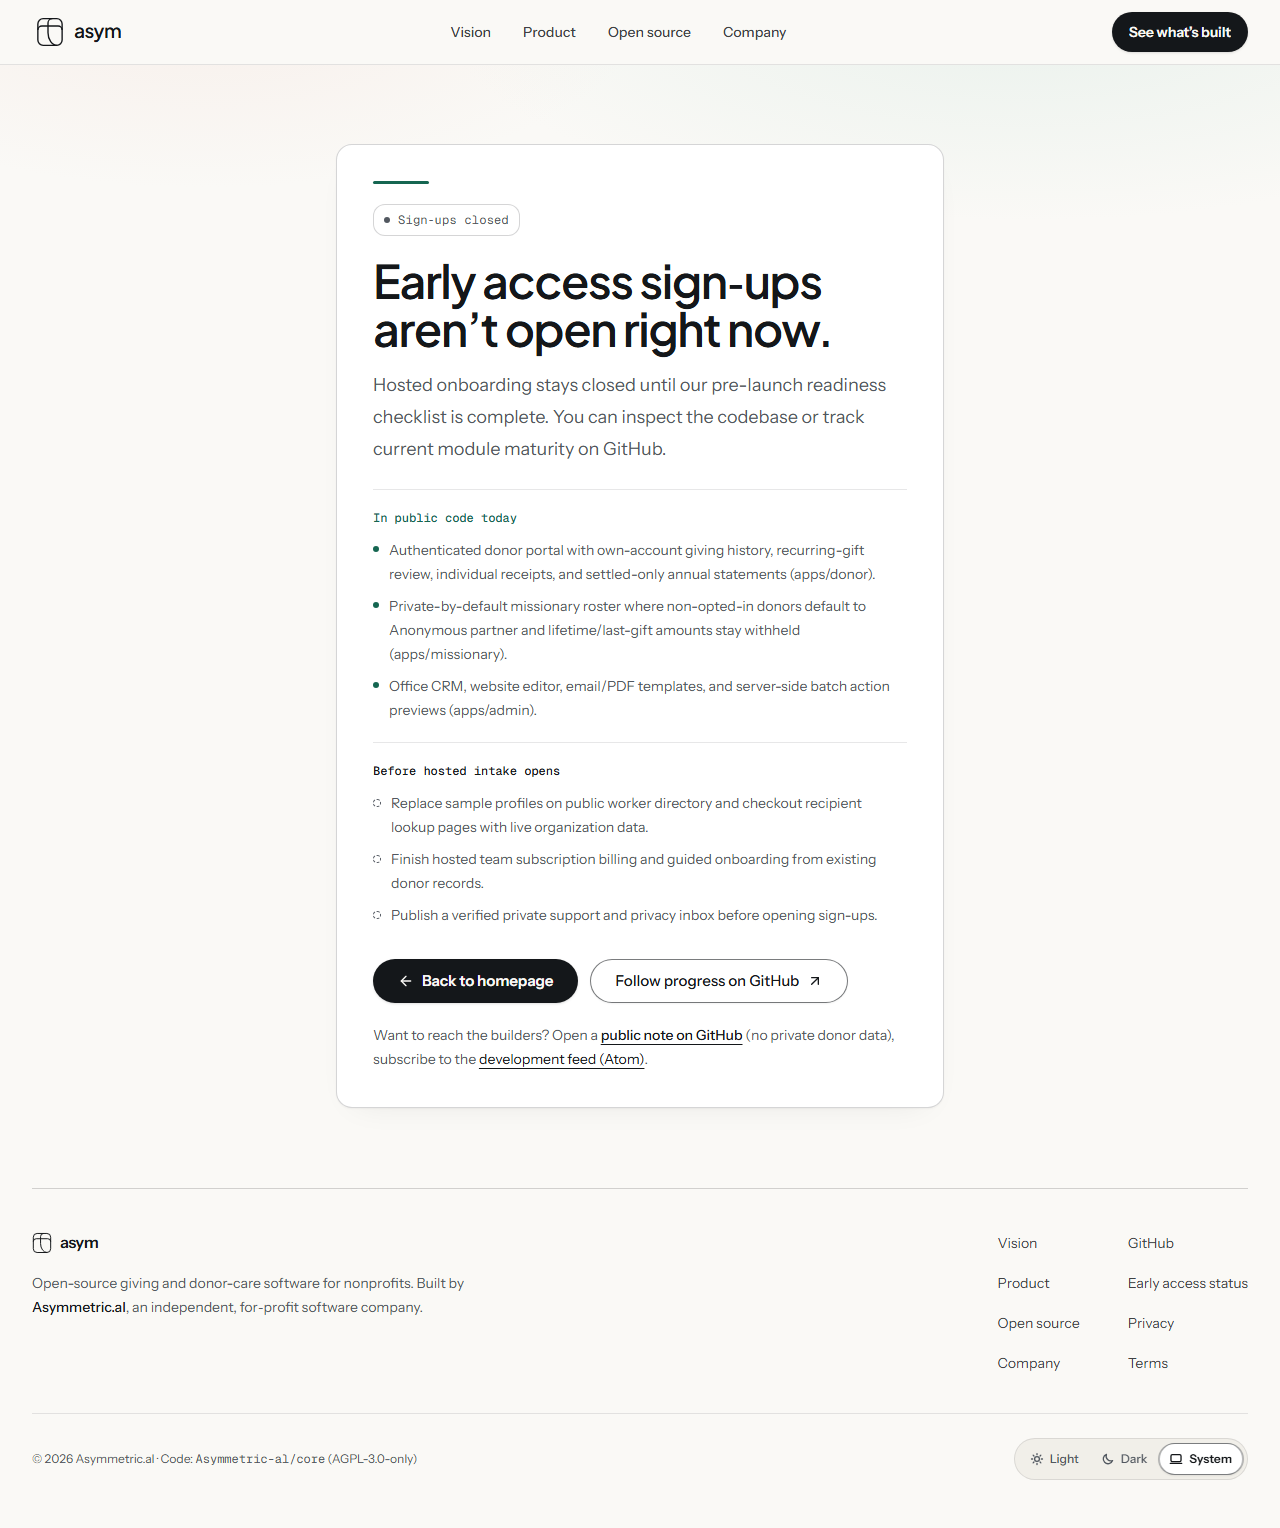 asym
Vision
Product
Open source
Company
See what's built
Sign-ups closed
Early access sign-ups
aren’t open right now.
Hosted onboarding stays closed until our pre-launch readiness
checklist is complete. You can inspect the codebase or track
current module maturity on GitHub.
In public code today
Authenticated donor portal with own-account giving history, recurring-gift
review, individual receipts, and settled-only annual statements (apps/donor).
Private-by-default missionary roster where non-opted-in donors default to
Anonymous partner and lifetime/last-gift amounts stay withheld
(apps/missionary).
Office CRM, website editor, email/PDF templates, and server-side batch action
previews (apps/admin).
Before hosted intake opens
Replace sample profiles on public worker directory and checkout recipient
lookup pages with live organization data.
Finish hosted team subscription billing and guided onboarding from existing
donor records.
Publish a verified private support and privacy inbox before opening sign-ups.
Back to homepage
Follow progress on GitHub
Want to reach the builders? Open a public note on GitHub (no private donor data),
subscribe to the development feed (Atom).
asym
Open-source giving and donor-care software for nonprofits. Built by
Asymmetric.al, an independent, for-profit software company.
Vision
Product
Open source
Company
GitHub
Early access status
Privacy
Terms
© 2026 Asymmetric.al · Code: Asymmetric-al/core (AGPL-3.0-only)
Light
Dark
System